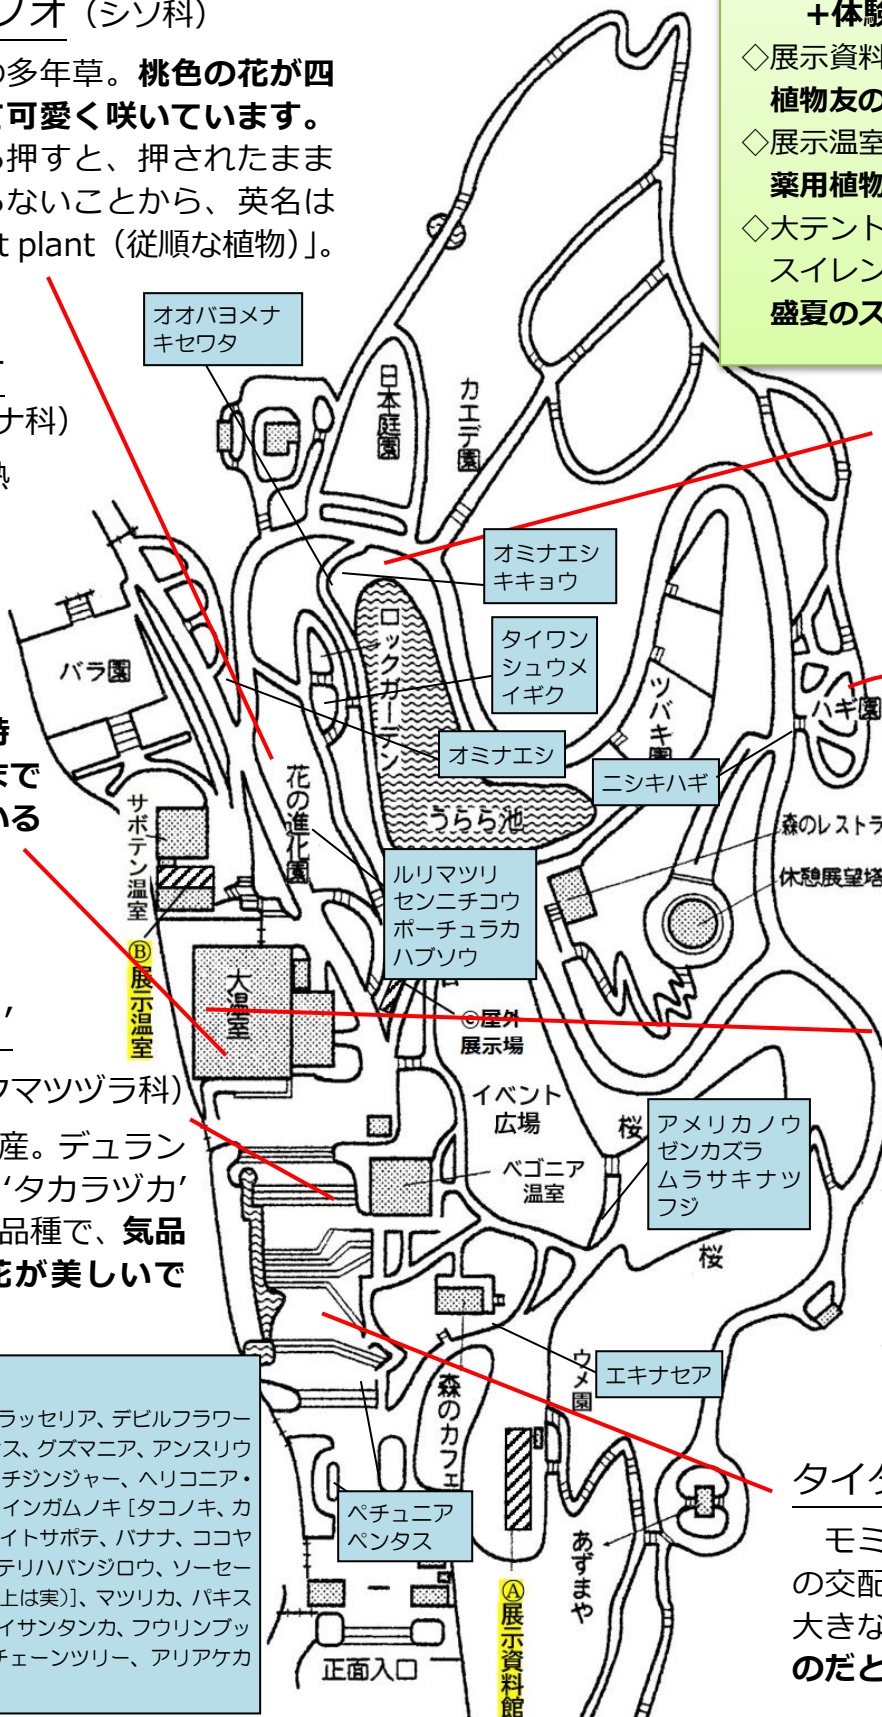 フオ（シソ科）
の多年草。桃色の花が四
て可愛く咲いています。
ら押すと、押されたまま
らないことから、英名は
t plant（従順な植物）」。
+体験
◇展示資料
植物友の
◇展示温室
薬用植物
◇大テント
スイレン
盛夏のス
オオバヨメナ
キセワタ
ナ科）
熱
日本庭園
カエデ園
オミナエシ
キキョウ
タイワン
シュウメ
イギク
ロックガーデン
ツバキ園
ハギ園
バラ園
オミナエシ
ニシキハギ
時
まで
いる
サボテン温室
花の進化園
うらら池
森のレストラ
休憩展望塔
ルリマツリ
センニチコウ
ポーチュラカ
ハブソウ
Ⓑ展示温室
大温室
Ⓒ屋外
展示場
イベント
広場
クマツヅラ科）
産。デュラン
‘タカラヅカ’
品種で、気品
花が美しいで
ベゴニア
温室
桜
アメリカノウ
ゼンカズラ
ムラサキナツ
フジ
桜
ウメ園
エキナセア
森のカフェ
ラッセリア、デビルフラワー
ス、グズマニア、アンスリウ
チジンジャー、ヘリコニア・
インガムノキ［タコノキ、カ
イトサポテ、バナナ、ココヤ
テリハバンジロウ、ソーセー
上は実）］、マツリカ、パキス
イサンタンカ、フウリンブッ
チェーンツリー、アリアケカ
ペチュニア
ペンタス
あずまや
Ⓐ展示資料館
正面入口
タイタ
モミ
の交配
大きな
のだと